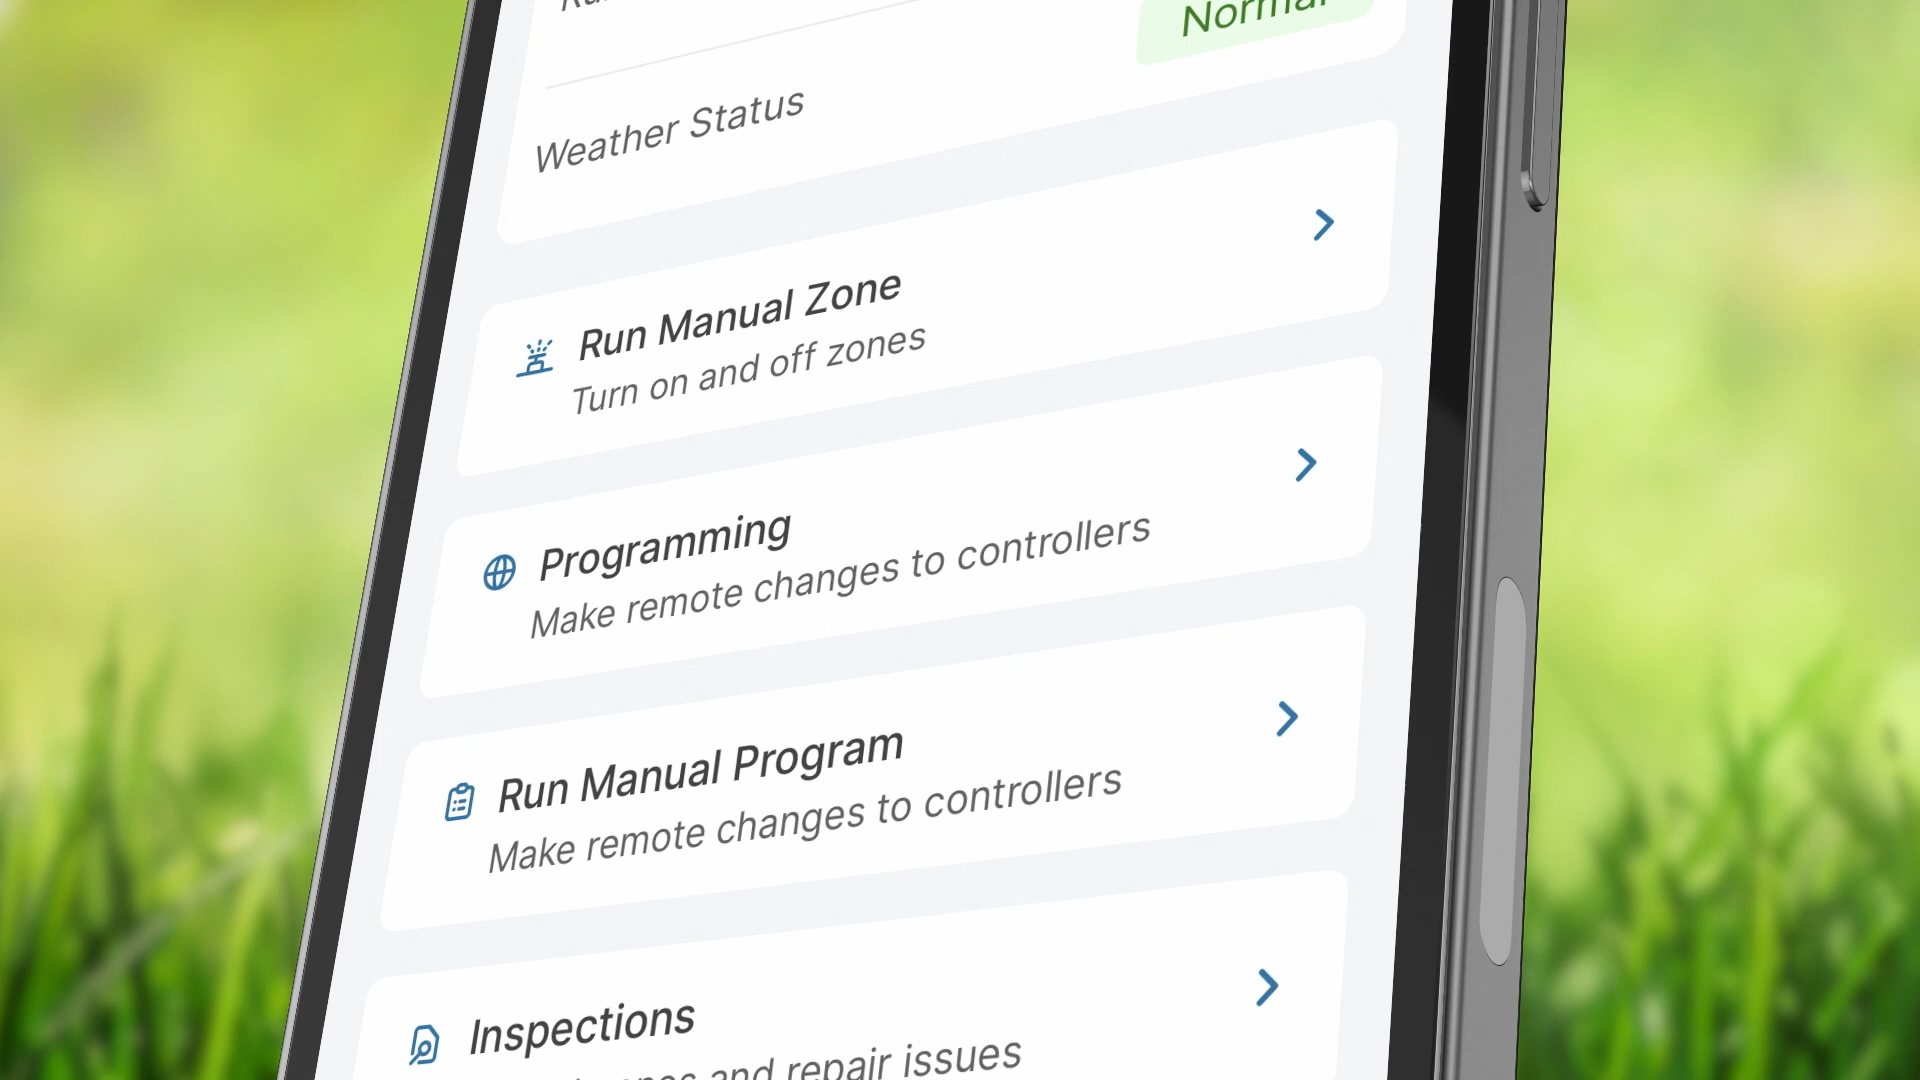 Normal
Weather Status
Run Manual Zone
Turn on and off zones
Programming
Make remote changes to controllers
Run Manual Program
Make remote changes to controllers
Inspections
and repair issues